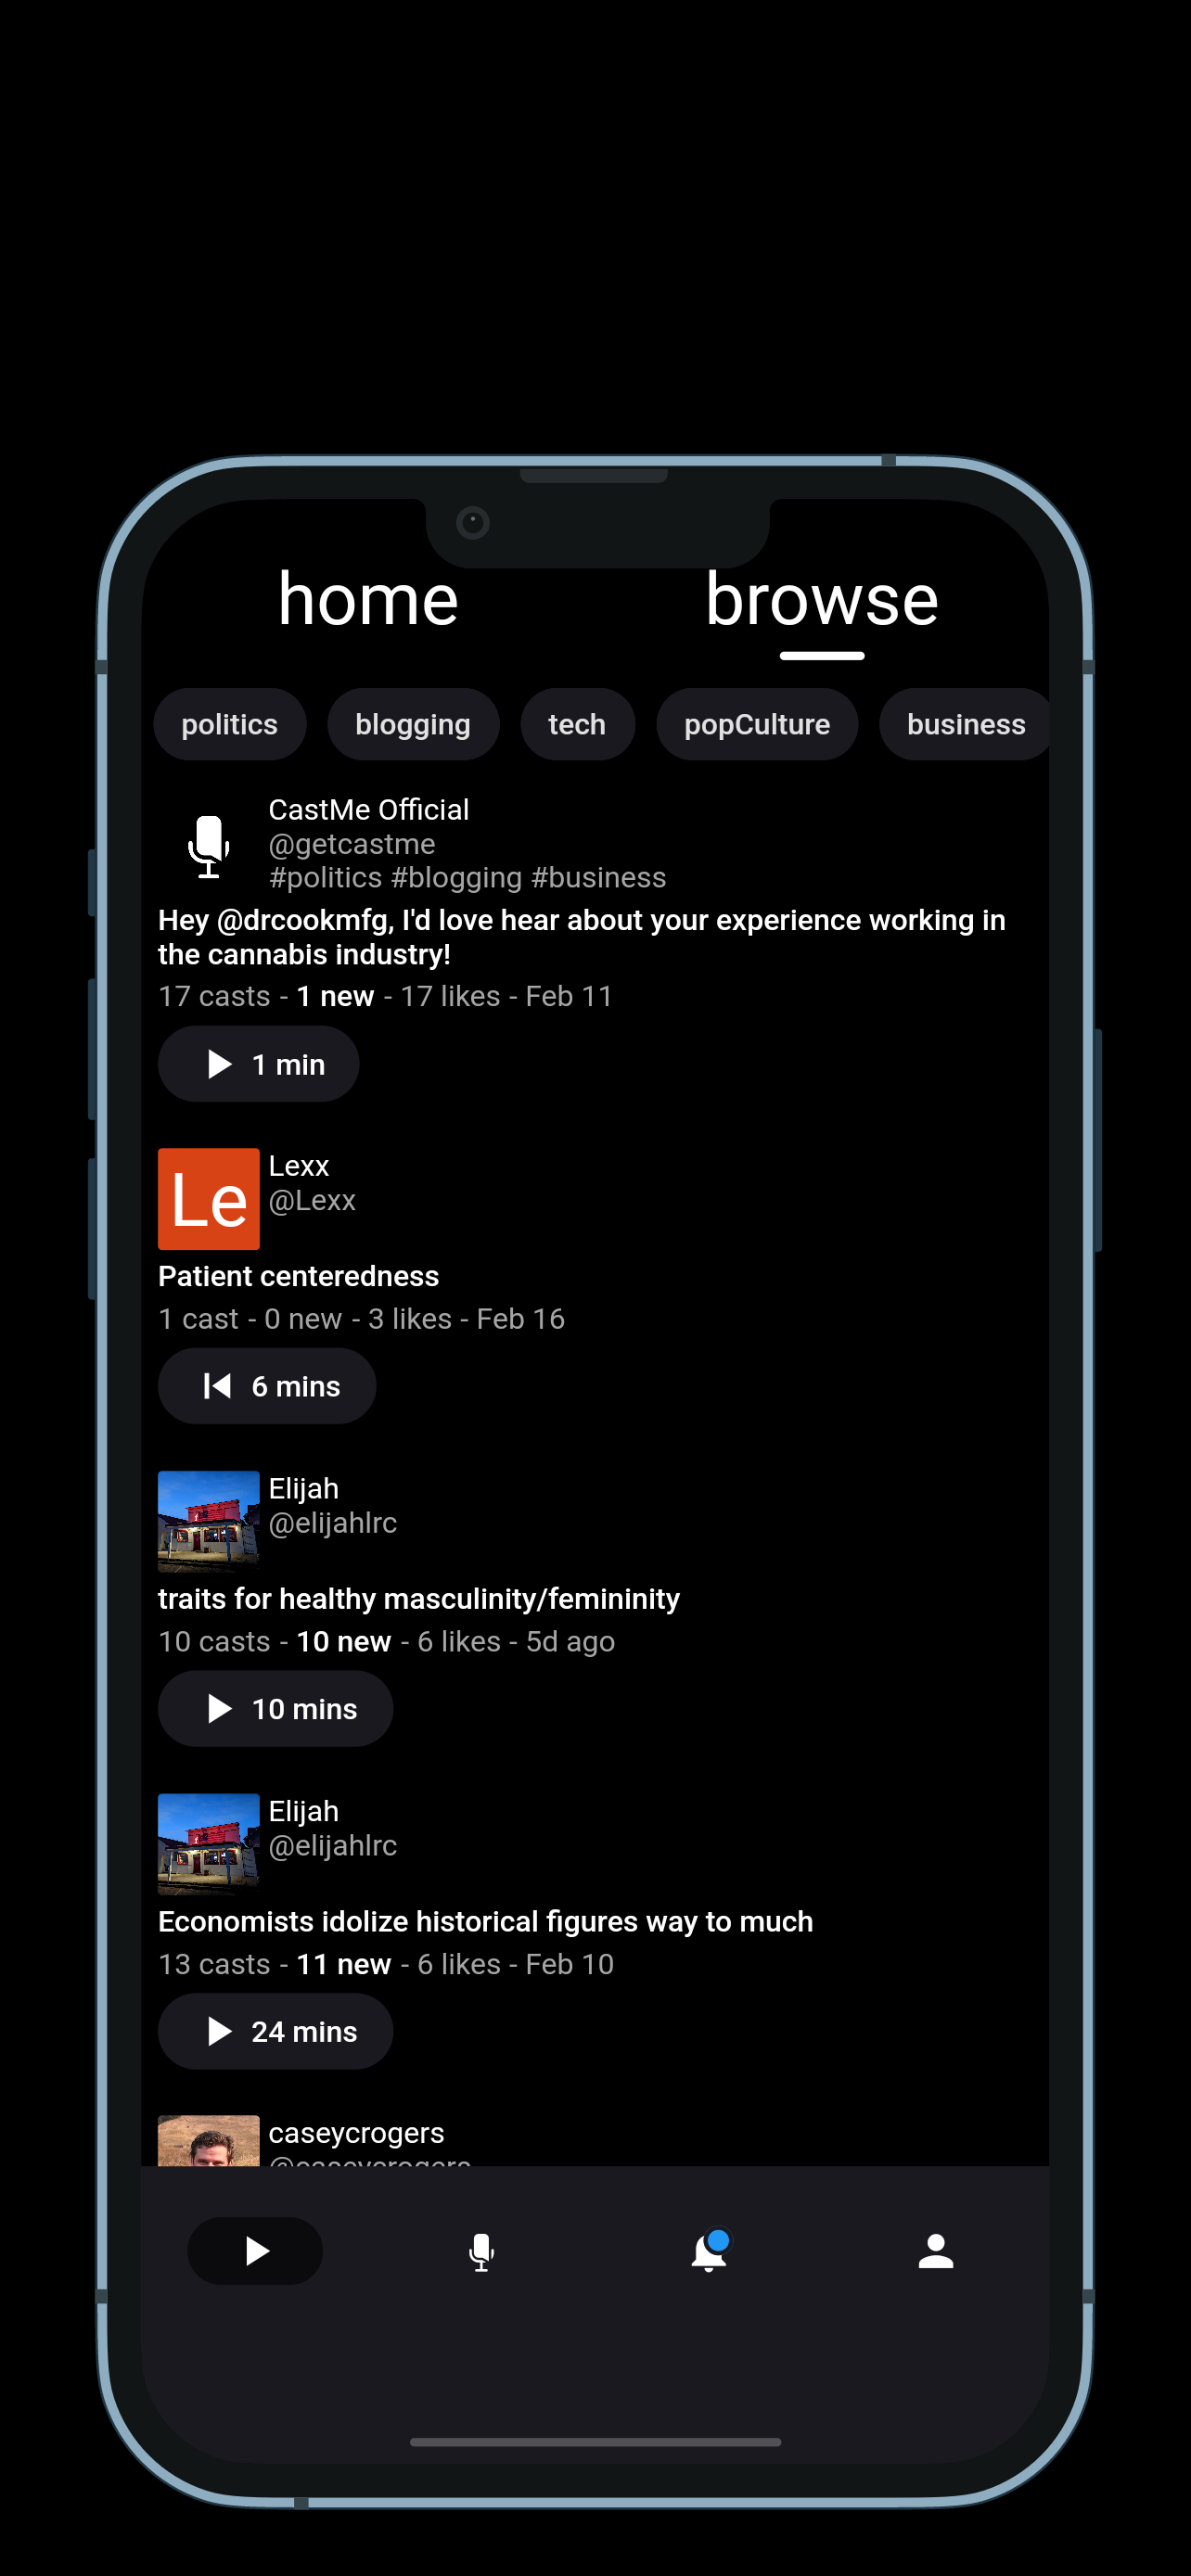 home browse
politics blogging tech popCulture business
CastMe Official
@getcastme
#politics #blogging #business
Hey @drcookmfg, I'd love hear about your experience working in
the cannabis industry!
17 casts - 1 new - 17 likes - Feb 11
1 min
Le
Lexx
@Lexx
Patient centeredness
1 cast - 0 new - 3 likes - Feb 16
6 mins
Elijah
@elijahlrc
traits for healthy masculinity/femininity
10 casts - 10 new - 6 likes - 5d ago
10 mins
Elijah
@elijahlrc
Economists idolize historical figures way to much
13 casts - 11 new - 6 likes - Feb 10
24 mins
caseycrogers
@caseycrogers